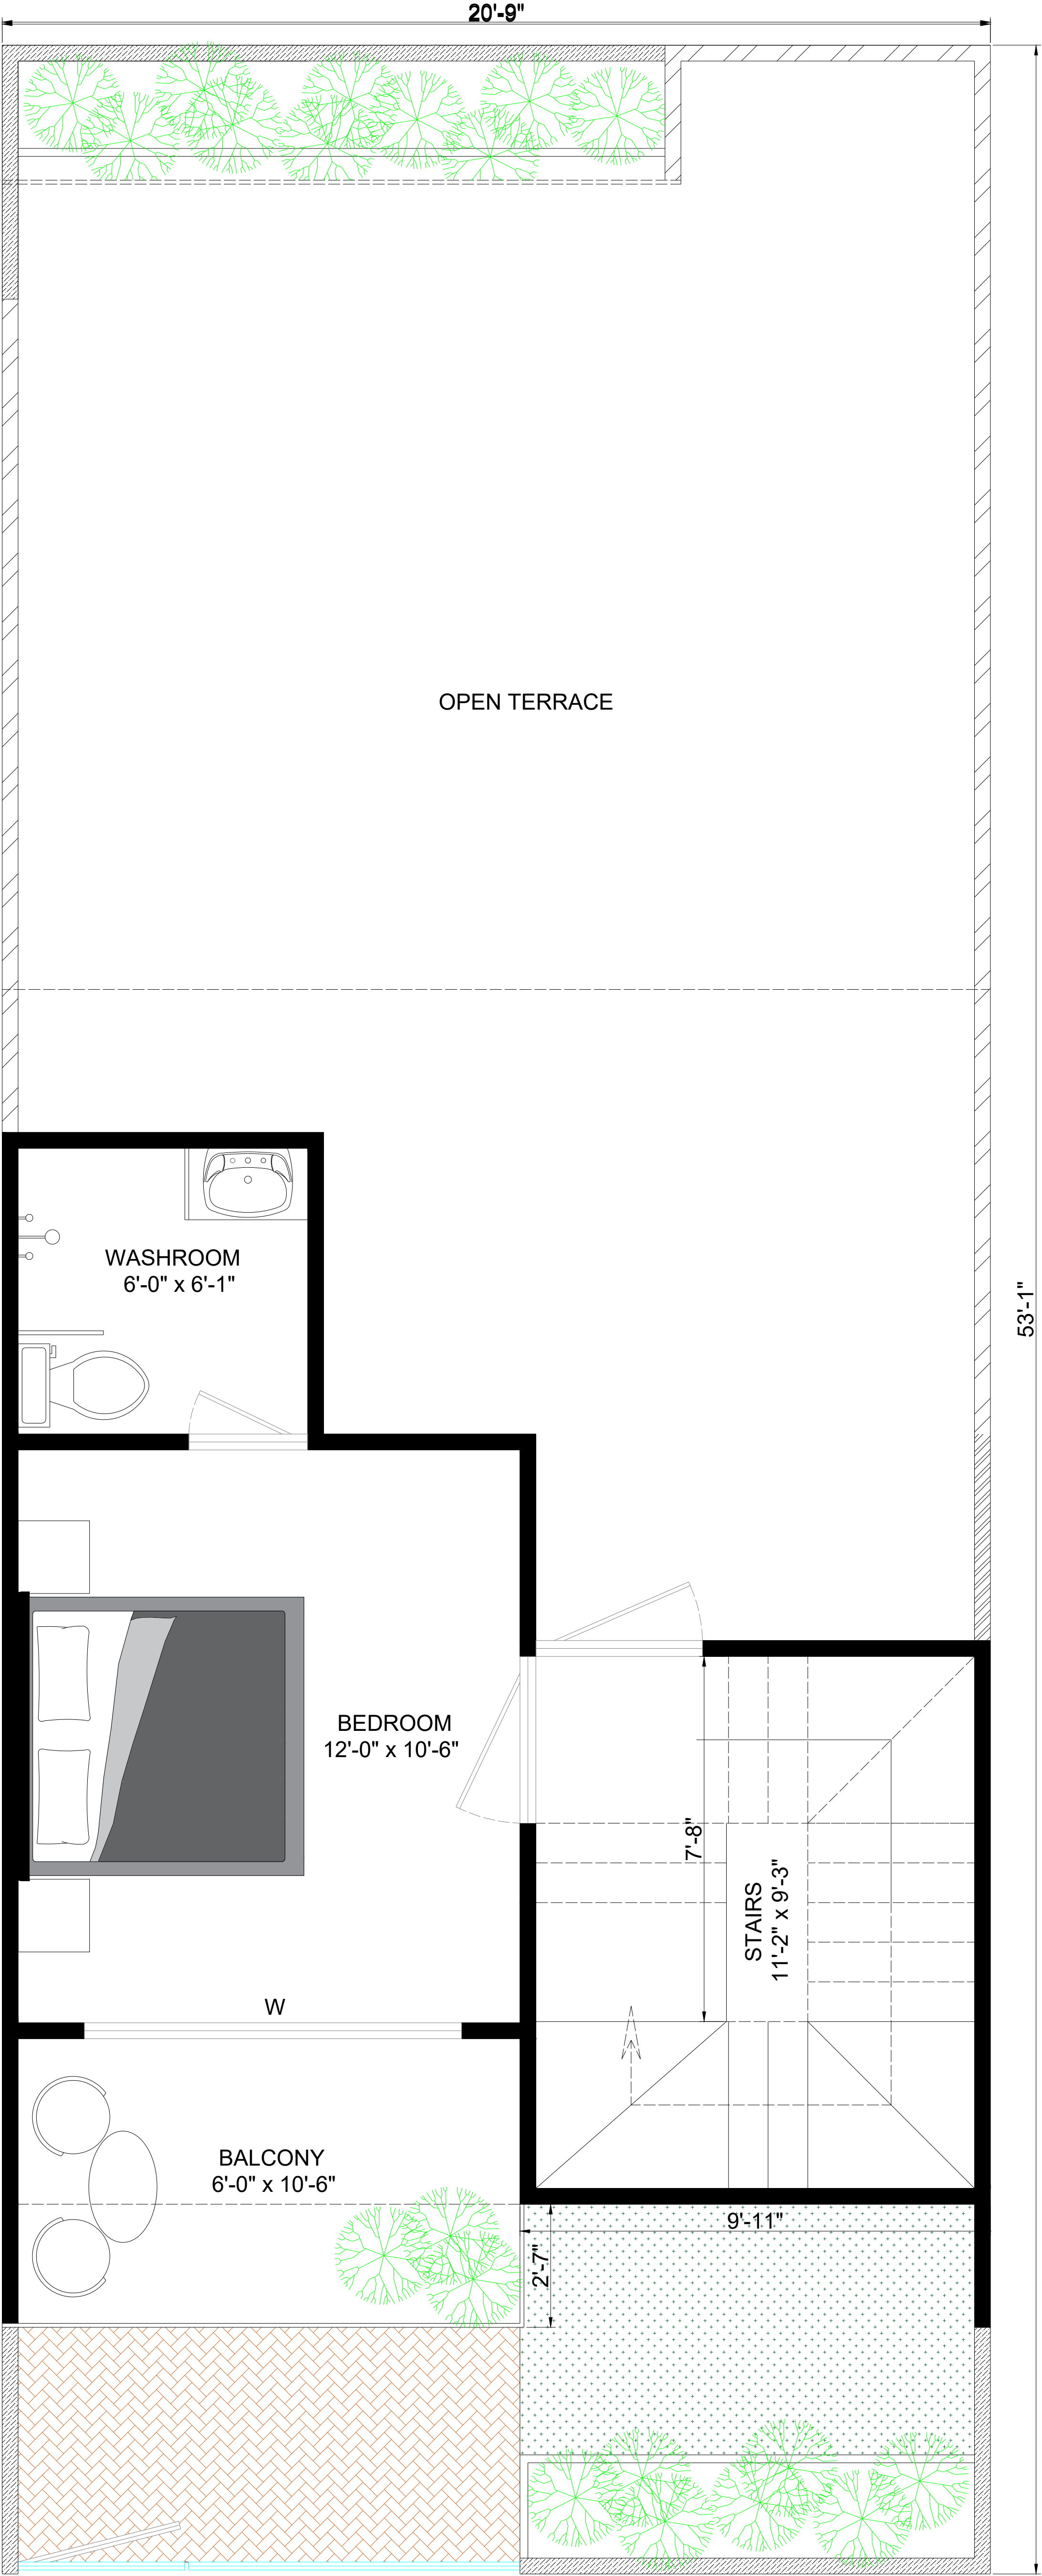 20'-9"
OPEN TERRACE
53'-1"
WASHROOM
6'-0" x 6'-1"
BEDROOM
12'-0" x 10'-6"
7'-8"
STAIRS
11'-2" x 9'-3"
W
BALCONY
6'-0" x 10'-6"
9'-11"
2'-7"